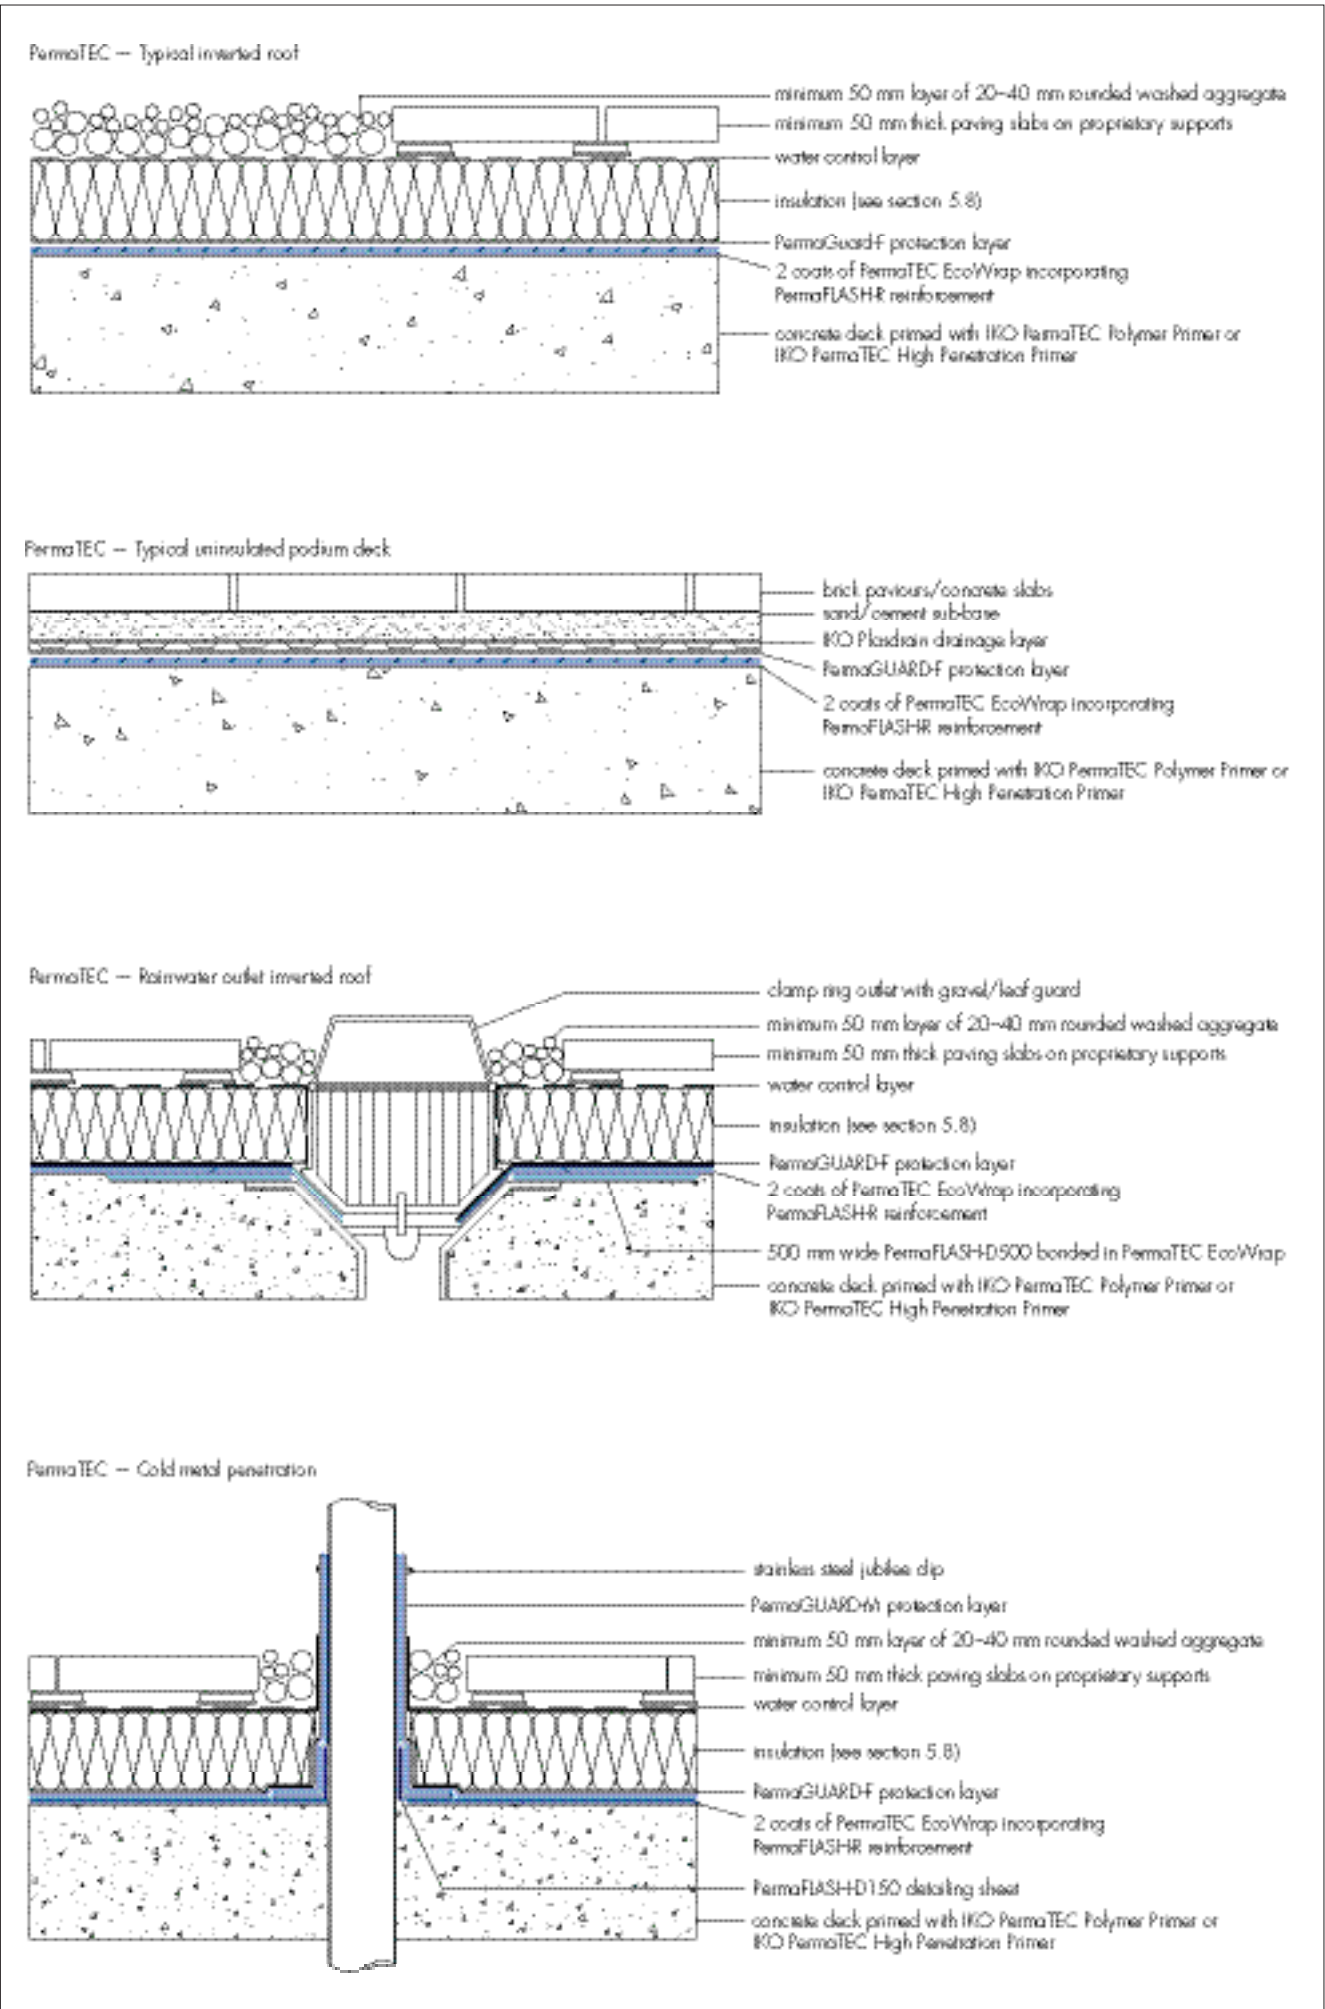 PermaTEC — Typical inverted roof
minimum 50 mm layer of 20–40 mm rounded washed aggregate
minimum 50 mm thick paving slabs on proprietary supports
water control layer
insulation (see section 5.8)
PermaGuard-F protection layer
2 coats of PermaTEC EcoWrap incorporating
PermaFLASH-R reinforcement
concrete deck primed with IKO PermaTEC Polymer Primer or
IKO PermaTEC High Penetration Primer
PermaTEC — Typical uninsulated podium deck
brick paviours/concrete slabs
sand/cement sub-base
IKO Plasdrain drainage layer
PermaGUARD-F protection layer
2 coats of PermaTEC EcoWrap incorporating
PermaFLASH-R reinforcement
concrete deck primed with IKO PermaTEC Polymer Primer or
IKO PermaTEC High Penetration Primer
PermaTEC — Rainwater outlet inverted roof
clamp ring outlet with gravel/leaf guard
minimum 50 mm layer of 20–40 mm rounded washed aggregate
minimum 50 mm thick paving slabs on proprietary supports
water control layer
insulation (see section 5.8)
PermaGUARD-F protection layer
2 coats of PermaTEC EcoWrap incorporating
PermaFLASH-R reinforcement
500 mm wide PermaFLASH-D500 bonded in PermaTEC EcoWrap
concrete deck primed with IKO PermaTEC Polymer Primer or
IKO PermaTEC High Penetration Primer
PermaTEC — Cold metal penetration
stainless steel jubilee clip
PermaGUARD-M protection layer
minimum 50 mm layer of 20–40 mm rounded washed aggregate
minimum 50 mm thick paving slabs on proprietary supports
water control layer
insulation (see section 5.8)
PermaGUARD-F protection layer
2 coats of PermaTEC EcoWrap incorporating
PermaFLASH-R reinforcement
PermaFLASH-D150 detailing sheet
concrete deck primed with IKO PermaTEC Polymer Primer or
IKO PermaTEC High Penetration Primer